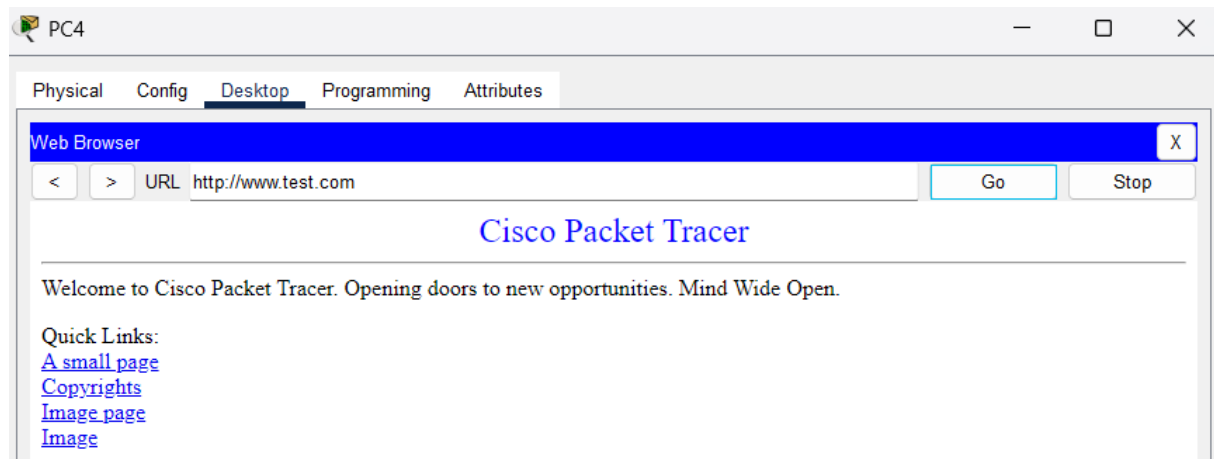 PC4
Physical Config Desktop Programming Attributes
Web Browser X
< > URL http://www.test.com Go Stop
Cisco Packet Tracer
Welcome to Cisco Packet Tracer. Opening doors to new opportunities. Mind Wide Open.
Quick Links:
A small page
Copyrights
Image page
Image